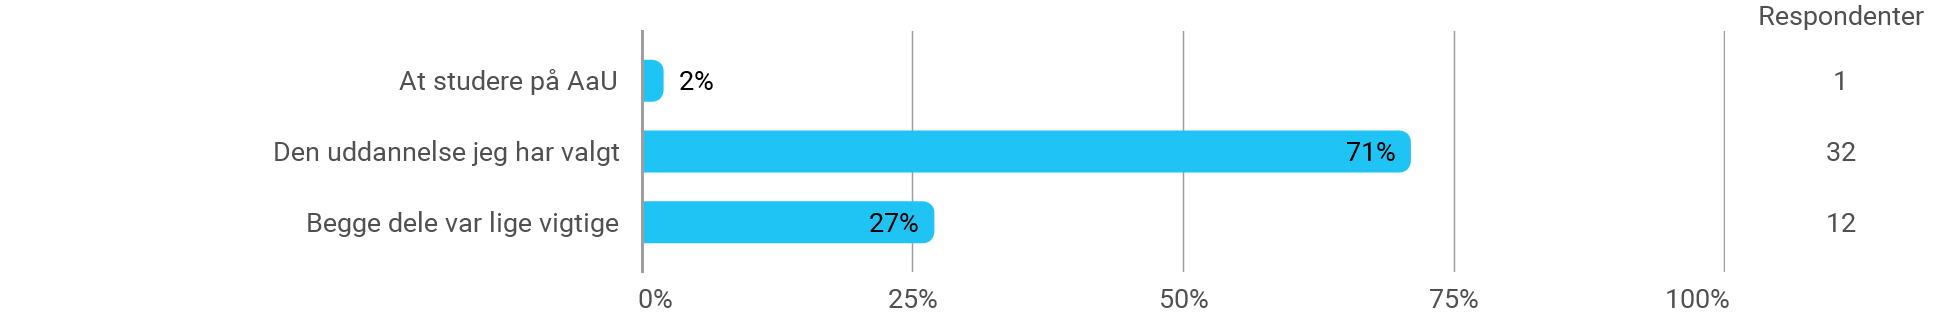 Respondenter
At studere på AaU 2% 1
Den uddannelse jeg har valgt 71% 32
Begge dele var lige vigtige 27% 12
0% 25% 50% 75% 100%